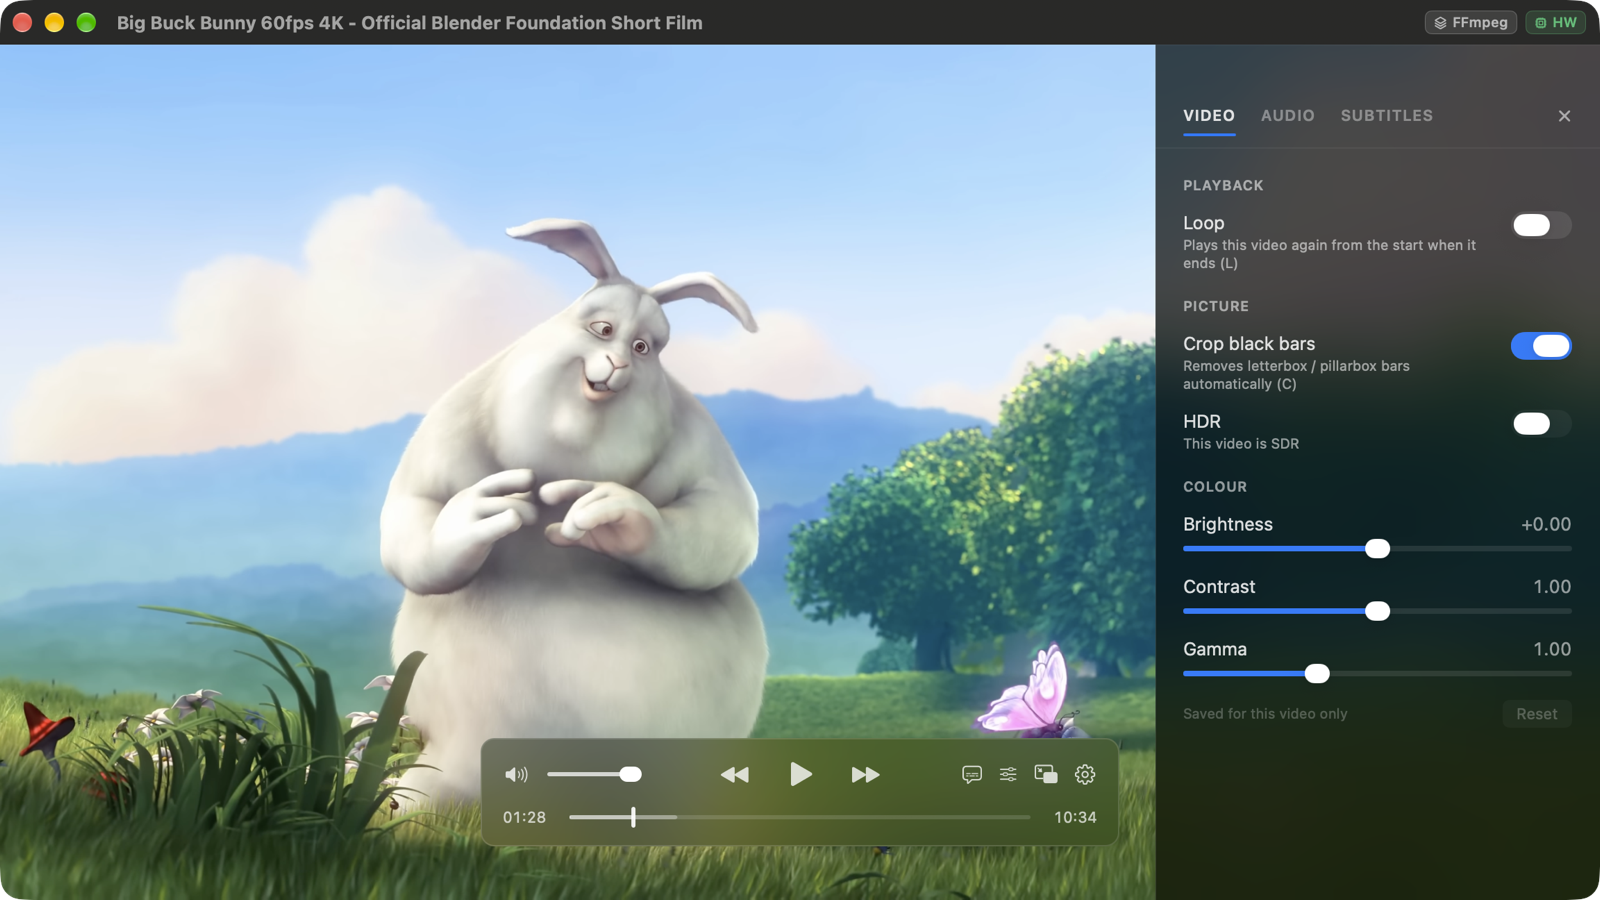 Big Buck Bunny 60fps 4K - Official Blender Foundation Short Film
FFmpeg
HW
VIDEO
AUDIO
SUBTITLES
PLAYBACK
Loop
Plays this video again from the start when it
ends (L)
PICTURE
Crop black bars
Removes letterbox / pillarbox bars
automatically (C)
HDR
This video is SDR
COLOUR
Brightness +0.00
Contrast 1.00
Gamma 1.00
Saved for this video only
Reset
01:28
10:34